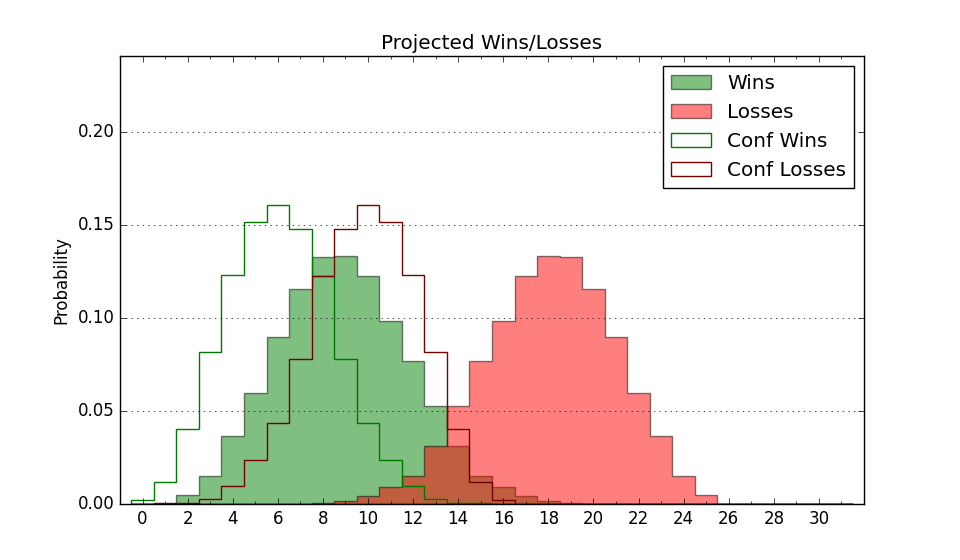 Projected Wins/Losses
Wins
Losses
Conf Wins
Conf Losses
Probability
0.20
0.15
0.10
0.05
0.00
0 2 4 6 8 10 12 14 16 18 20 22 24 26 28 30